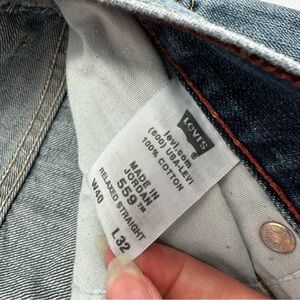 LEVI'S
levi.com
(800) USA-LEVI
100% COTTON
MADE IN
JORDAN
559™
RELAXED STRAIGHT
W40 L32